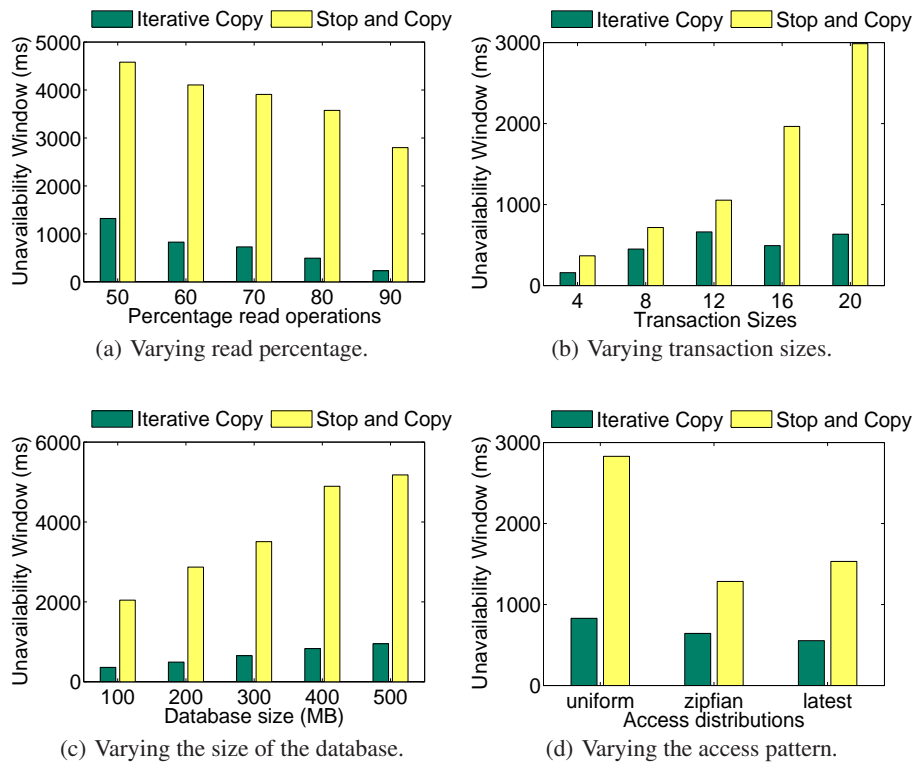 Iterative Copy Stop and Copy
5000
4000
3000
2000
1000
0
Unavailability Window (ms)
50 60 70 80 90
Percentage read operations
(a) Varying read percentage.
Iterative Copy Stop and Copy
3000
2000
1000
0
Unavailability Window (ms)
4 8 12 16 20
Transaction Sizes
(b) Varying transaction sizes.
Iterative Copy Stop and Copy
6000
4000
2000
0
Unavailability Window (ms)
100 200 300 400 500
Database size (MB)
(c) Varying the size of the database.
Iterative Copy Stop and Copy
3000
2000
1000
0
Unavailability Window (ms)
uniform zipfian latest
Access distributions
(d) Varying the access pattern.